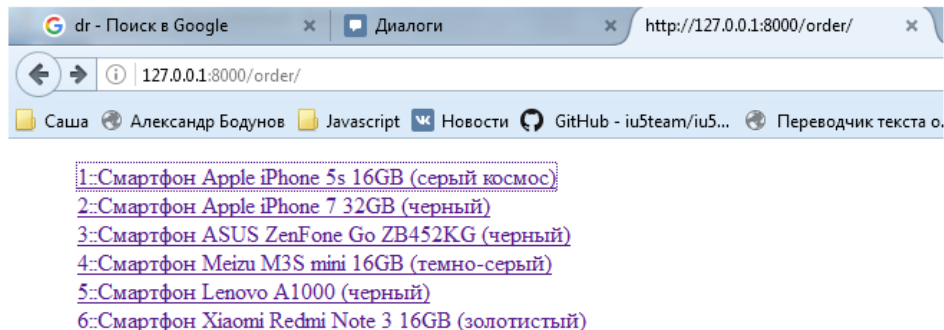 dr - Поиск в Google
Диалоги
http://127.0.0.1:8000/order/
127.0.0.1:8000/order/
Саша Александр Бодунов Javascript Новости GitHub - iu5team/iu5... Переводчик текста о...
1::Смартфон Apple iPhone 5s 16GB (серый космос)
2::Смартфон Apple iPhone 7 32GB (черный)
3::Смартфон ASUS ZenFone Go ZB452KG (черный)
4::Смартфон Meizu M3S mini 16GB (темно-серый)
5::Смартфон Lenovo A1000 (черный)
6::Смартфон Xiaomi Redmi Note 3 16GB (золотистый)